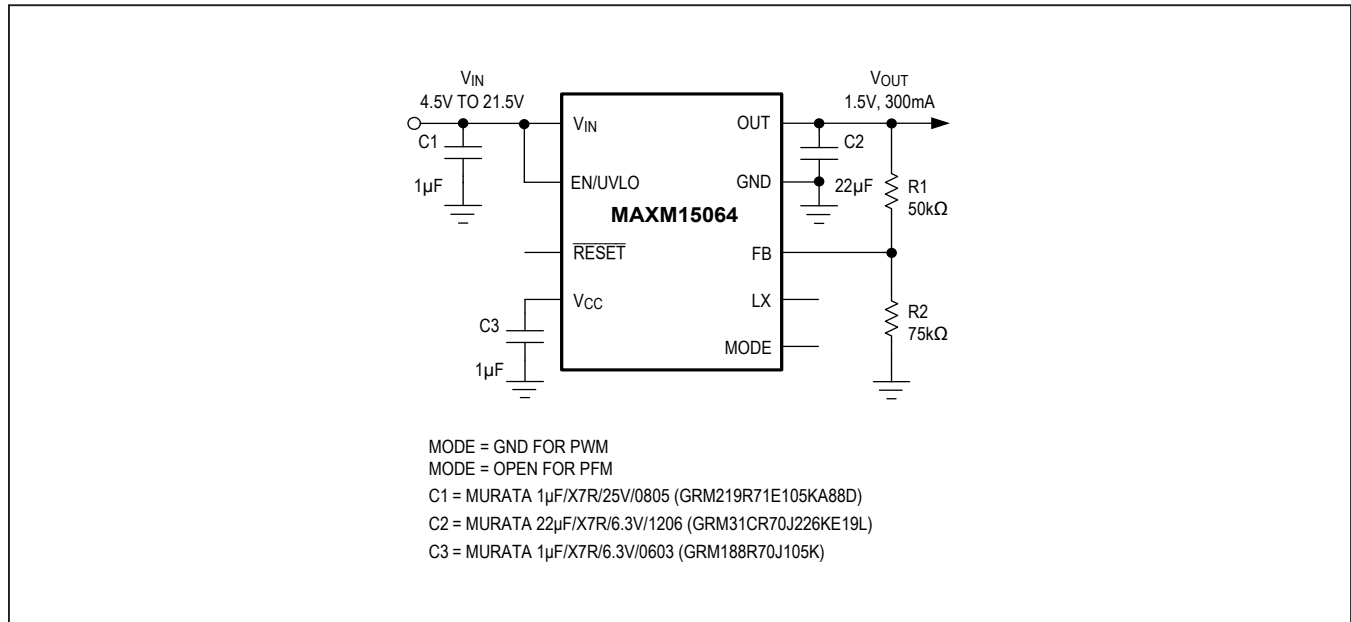 VIN
4.5V TO 21.5V
VOUT
1.5V, 300mA
C1
1µF
VIN
EN/UVLO
RESET
VCC
MAXM15064
OUT
GND
FB
LX
MODE
C2
22µF
R1
50kΩ
R2
75kΩ
C3
1µF
MODE = GND FOR PWM
MODE = OPEN FOR PFM
C1 = MURATA 1µF/X7R/25V/0805 (GRM219R71E105KA88D)
C2 = MURATA 22µF/X7R/6.3V/1206 (GRM31CR70J226KE19L)
C3 = MURATA 1µF/X7R/6.3V/0603 (GRM188R70J105K)